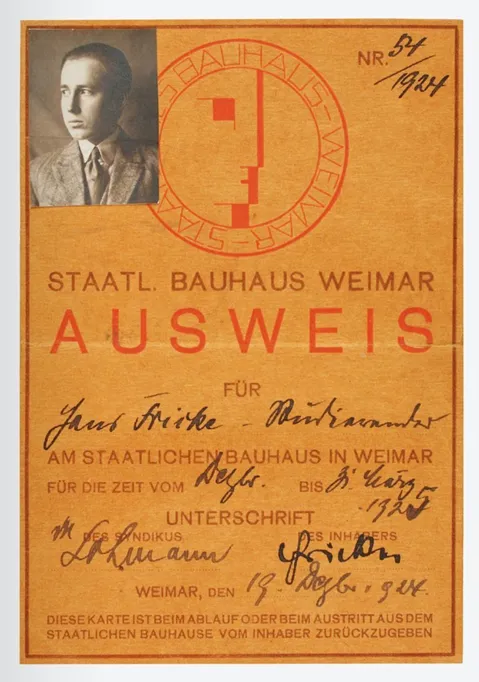 NR. 54
/1924
STAATL. BAUHAUS WEIMAR
STAATL. BAUHAUS WEIMAR
AUSWEIS
FÜR
Hans Fricke - Studierender
AM STAATLICHEN BAUHAUS IN WEIMAR
FÜR DIE ZEIT VOM Dezbr. BIS 31. März
1925
UNTERSCHRIFT
DES SYNDIKUS DES INHABERS
Lohmann Fricke
WEIMAR, DEN 19. Dezbr. 1924.
DIESE KARTE IST BEIM ABLAUF ODER BEIM AUSTRITT AUS DEM
STAATLICHEN BAUHAUSE VOM INHABER ZURÜCKZUGEBEN